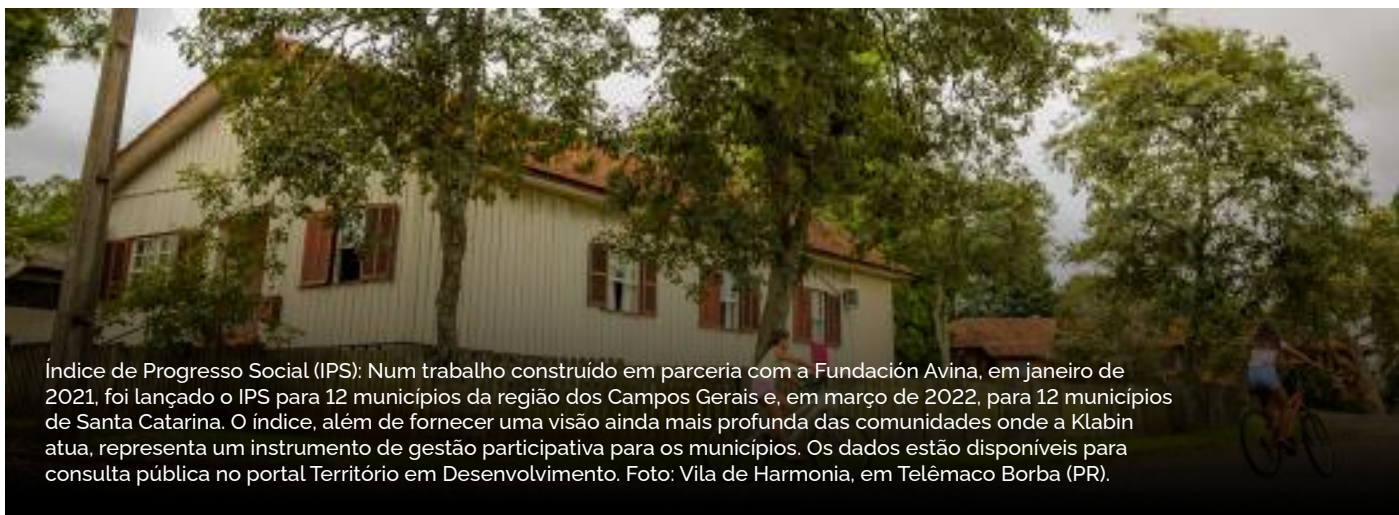 Índice de Progresso Social (IPS): Num trabalho construído em parceria com a Fundación Avina, em janeiro de
2021, foi lançado o IPS para 12 municípios da região dos Campos Gerais e, em março de 2022, para 12 municípios
de Santa Catarina. O índice, além de fornecer uma visão ainda mais profunda das comunidades onde a Klabin
atua, representa um instrumento de gestão participativa para os municípios. Os dados estão disponíveis para
consulta pública no portal Território em Desenvolvimento. Foto: Vila de Harmonia, em Telêmaco Borba (PR).